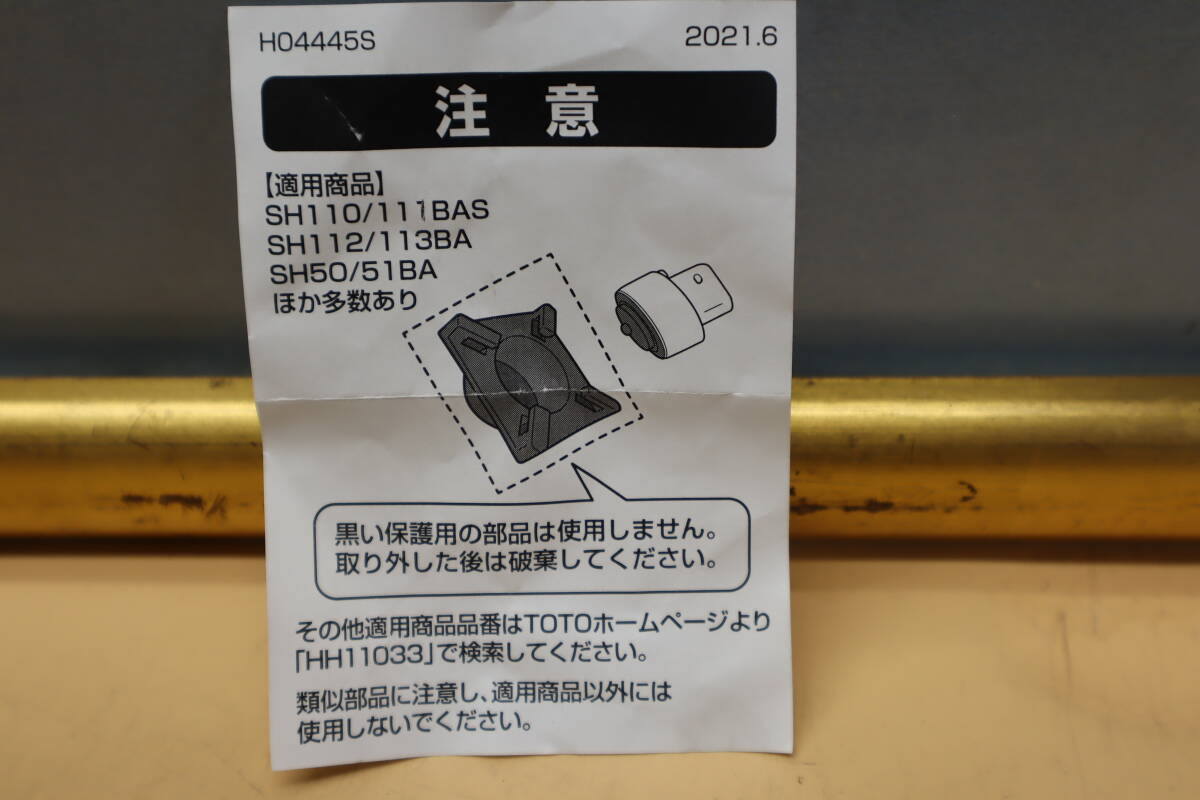 H04445S
2021.6
注意
【適用商品】
SH110/111BAS
SH112/113BA
SH50/51BA
ほか多数あり
黒い保護用の部品は使用しません。
取り外した後は破棄してください。
その他適用商品品番はTOTOホームページより
「HH11033」で検索してください。
類似部品に注意し、適用商品以外には
使用しないでください。